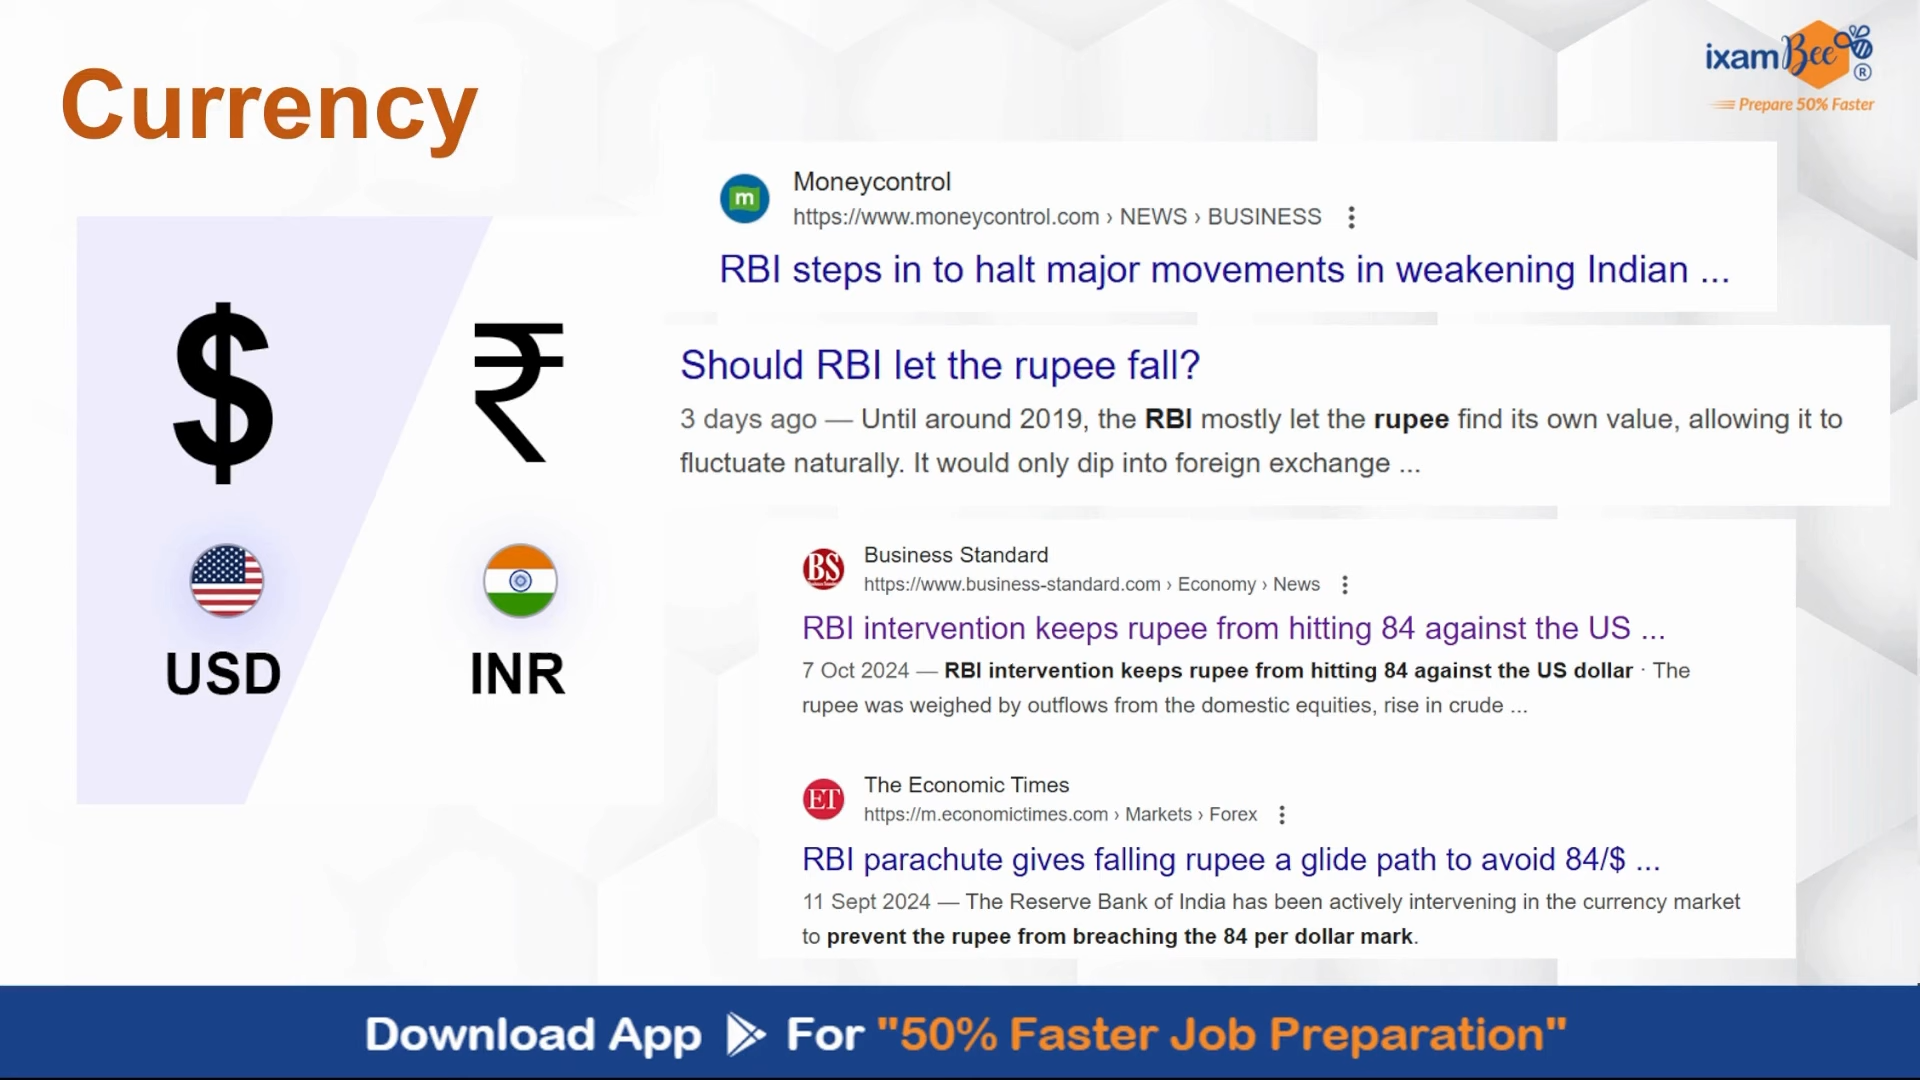 Currency
ixamBee®
Prepare 50% Faster
$ ₹
USD INR
m
Moneycontrol
https://www.moneycontrol.com › NEWS › BUSINESS
RBI steps in to halt major movements in weakening Indian ...
Should RBI let the rupee fall?
3 days ago — Until around 2019, the RBI mostly let the rupee find its own value, allowing it to
fluctuate naturally. It would only dip into foreign exchange ...
BS
Business Standard
https://www.business-standard.com › Economy › News
RBI intervention keeps rupee from hitting 84 against the US ...
7 Oct 2024 — RBI intervention keeps rupee from hitting 84 against the US dollar · The
rupee was weighed by outflows from the domestic equities, rise in crude ...
ET
The Economic Times
https://m.economictimes.com › Markets › Forex
RBI parachute gives falling rupee a glide path to avoid 84/$ ...
11 Sept 2024 — The Reserve Bank of India has been actively intervening in the currency market
to prevent the rupee from breaching the 84 per dollar mark.
Download App For "50% Faster Job Preparation"